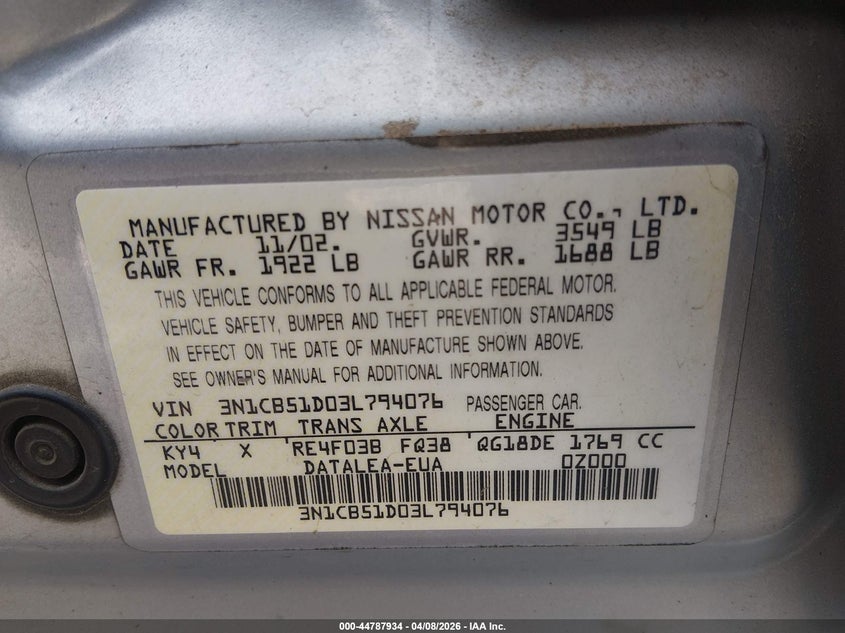 MANUFACTURED BY NISSAN MOTOR CO., LTD.
DATE 11/02. GVWR. 3549 LB
GAWR FR. 1922 LB GAWR RR. 1688 LB
THIS VEHICLE CONFORMS TO ALL APPLICABLE FEDERAL MOTOR.
VEHICLE SAFETY, BUMPER AND THEFT PREVENTION STANDARDS
IN EFFECT ON THE DATE OF MANUFACTURE SHOWN ABOVE.
SEE OWNER'S MANUAL FOR ADDITIONAL INFORMATION.
VIN 3N1CB51D03L794076 PASSENGER CAR.
COLOR TRIM TRANS AXLE ENGINE
KY4 X RE4F03B FQ38 QG18DE 1769 CC
MODEL DATALEA-EUA 0Z000
3N1CB51D03L794076
000-44787934 | 04/08/2026 - IAA Inc.